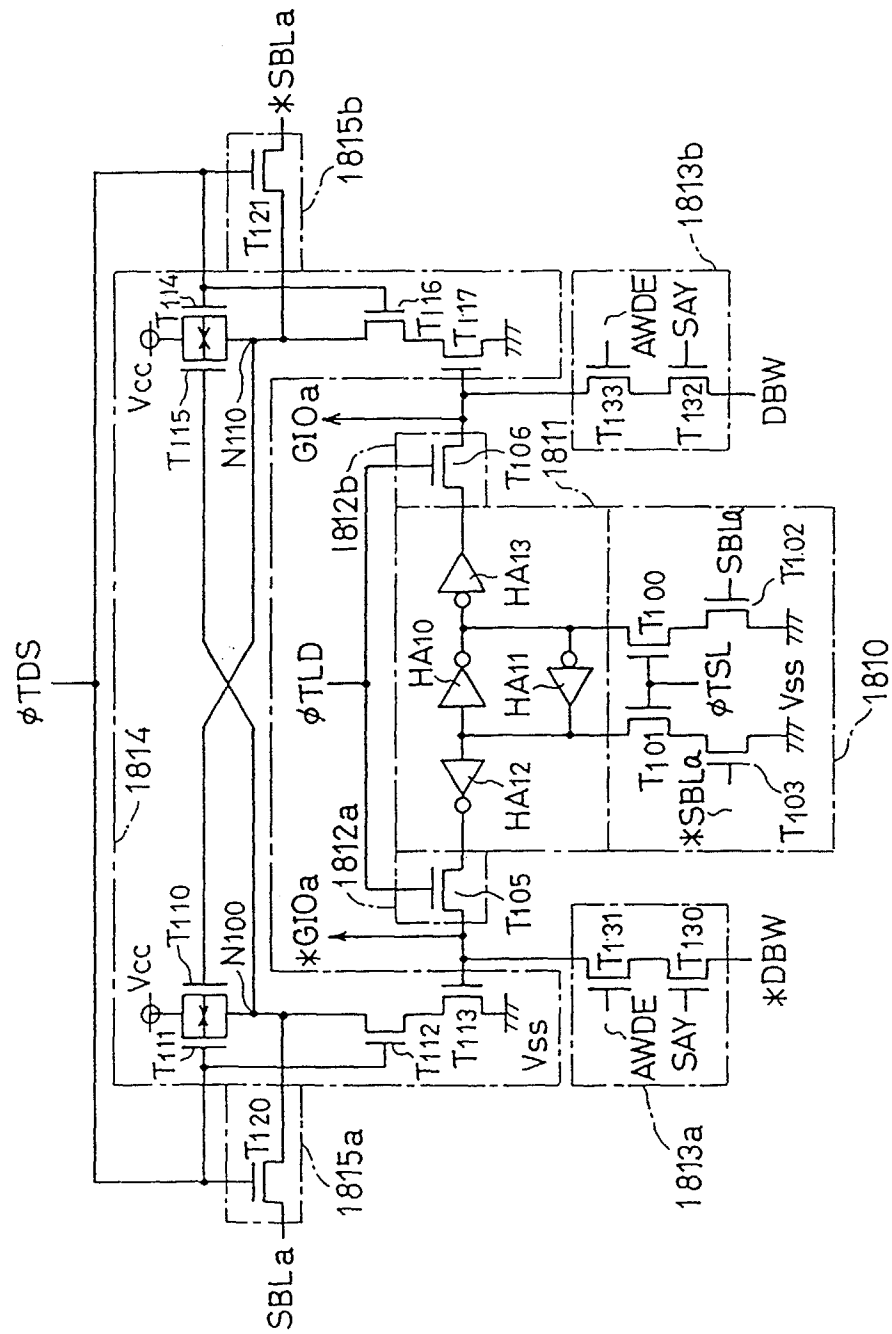 φTDS
1814
Vcc
T110
T111
N100
T120
SBLa
1815a
T112
T113
Vss
Vcc
T114
T115
N110
T121
*SBLa
1815b
T116
T117
*GIOa
φTLD
GIOa
1812a
1812b
T105
T106
1811
HA10
HA12
HA11
HA13
T101
T100
φTSL
*SBLa
SBLa
T103
Vss
T102
1810
T131
AWDE
T130
SAY
*DBW
1813a
T133
AWDE
T132
SAY
DBW
1813b